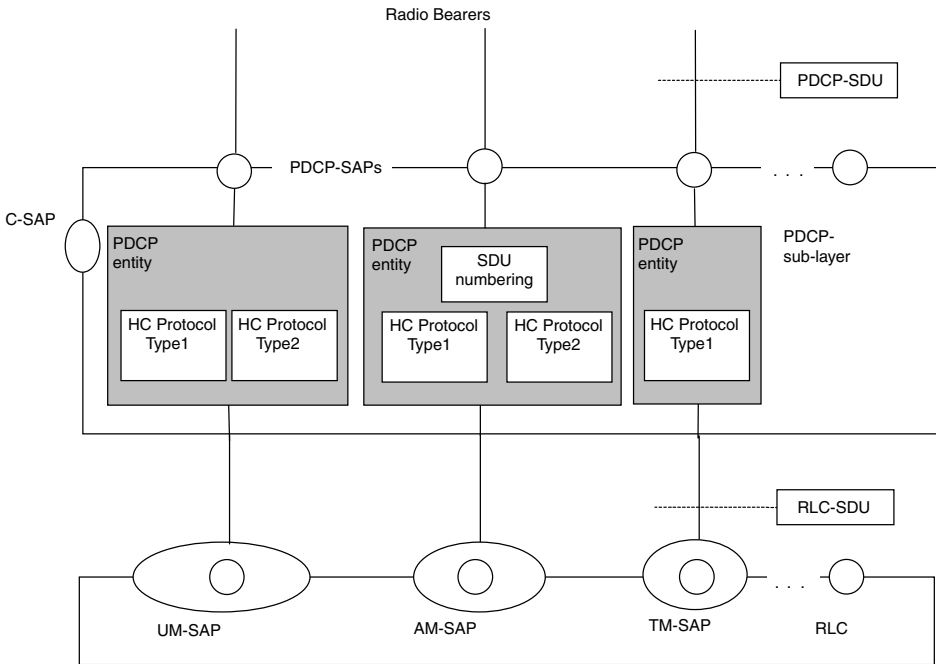 Radio Bearers
PDCP-SDU
PDCP-SAPs
. . .
C-SAP
PDCP
entity
HC Protocol
Type1
HC Protocol
Type2
PDCP
entity
SDU
numbering
HC Protocol
Type1
HC Protocol
Type2
PDCP
entity
HC Protocol
Type1
PDCP-
sub-layer
RLC-SDU
. . .
UM-SAP
AM-SAP
TM-SAP
RLC